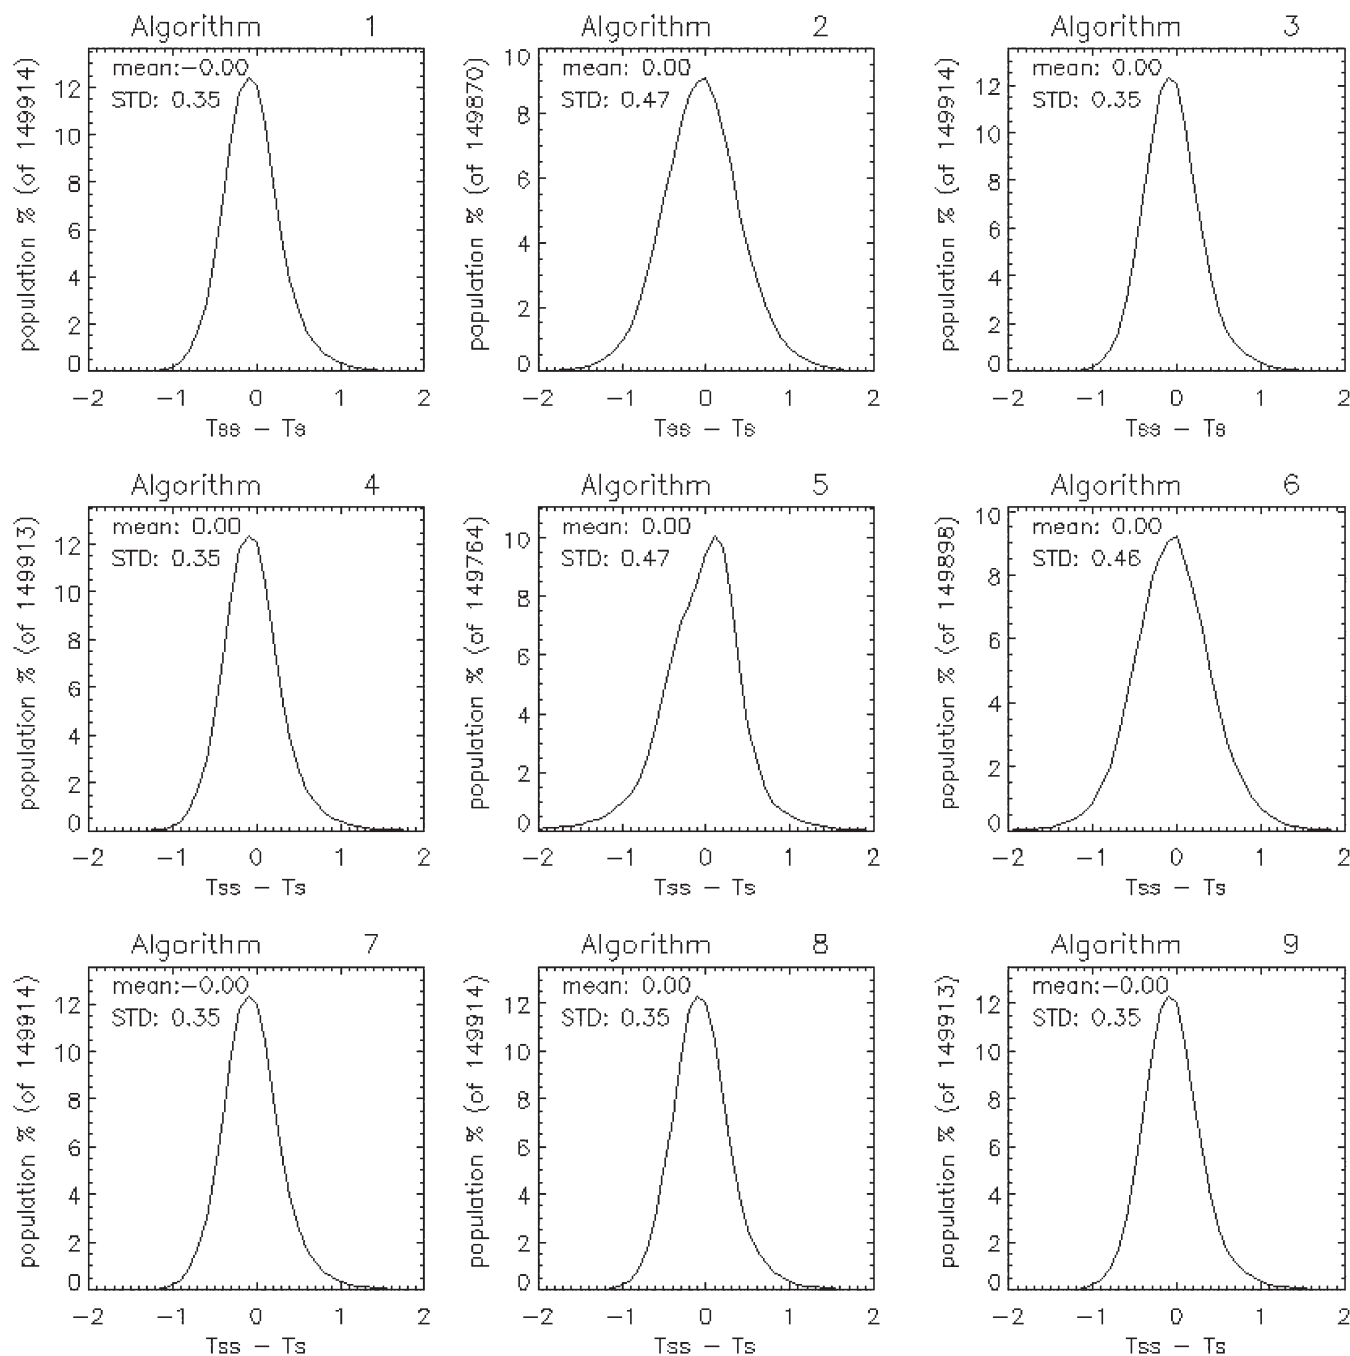 Algorithm 1
mean:-0.00
STD: 0.35
population % (of 149914)
12
10
8
6
4
2
0
-2 -1 0 1 2
Tss - Ts
Algorithm 2
mean: 0.00
STD: 0.47
population % (of 149870)
10
8
6
4
2
0
-2 -1 0 1 2
Tss - Ts
Algorithm 3
mean: 0.00
STD: 0.35
population % (of 149914)
12
10
8
6
4
2
0
-2 -1 0 1 2
Tss - Ts
Algorithm 4
mean: 0.00
STD: 0.35
population % (of 149913)
12
10
8
6
4
2
0
-2 -1 0 1 2
Tss - Ts
Algorithm 5
mean: 0.00
STD: 0.47
population % (of 149764)
10
8
6
4
2
0
-2 -1 0 1 2
Tss - Ts
Algorithm 6
mean: 0.00
STD: 0.46
population % (of 149898)
10
8
6
4
2
0
-2 -1 0 1 2
Tss - Ts
Algorithm 7
mean:-0.00
STD: 0.35
population % (of 149914)
12
10
8
6
4
2
0
-2 -1 0 1 2
Tss - Ts
Algorithm 8
mean: 0.00
STD: 0.35
population % (of 149914)
12
10
8
6
4
2
0
-2 -1 0 1 2
Tss - Ts
Algorithm 9
mean:-0.00
STD: 0.35
population % (of 149913)
12
10
8
6
4
2
0
-2 -1 0 1 2
Tss - Ts